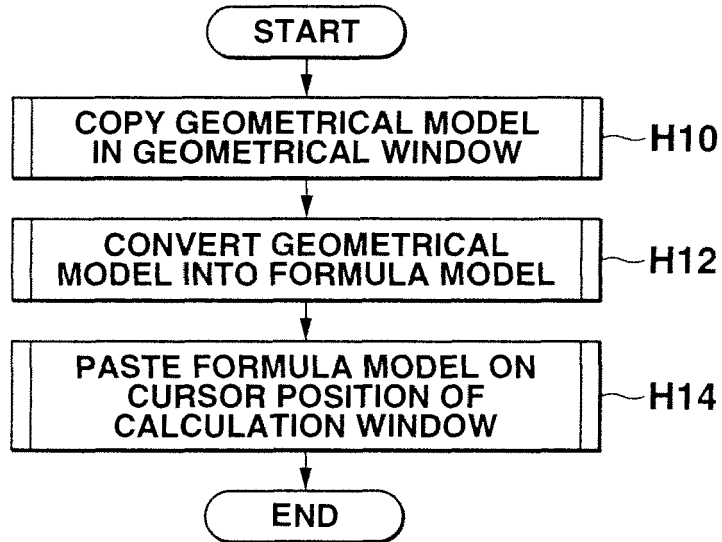 START
COPY GEOMETRICAL MODEL
IN GEOMETRICAL WINDOW
H10
CONVERT GEOMETRICAL
MODEL INTO FORMULA MODEL
H12
PASTE FORMULA MODEL ON
CURSOR POSITION OF
CALCULATION WINDOW
H14
END